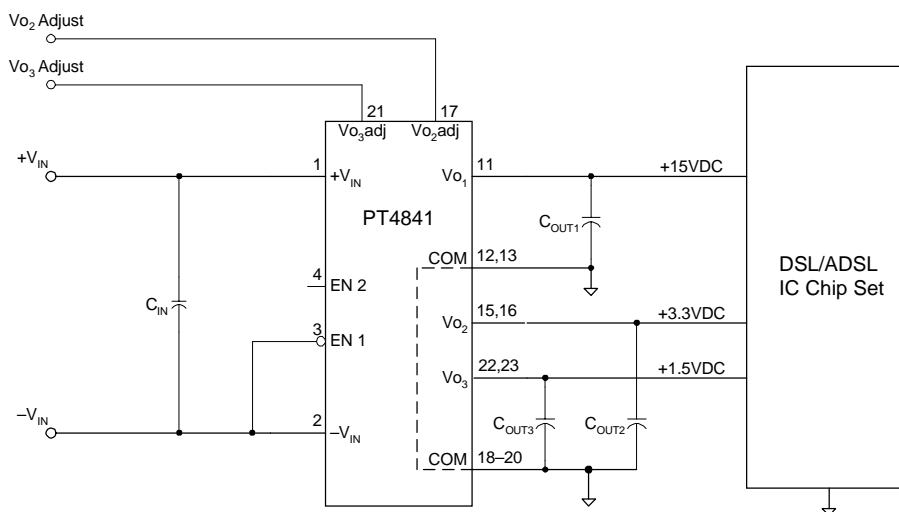 Vo2 Adjust
Vo3 Adjust
21
17
Vo3adj
Vo2adj
+VIN
1
+VIN
Vo1
11
+15VDC
PT4841
COUT1
COM
12,13
DSL/ADSL
IC Chip Set
4
EN 2
CIN
15,16
+3.3VDC
3
EN 1
Vo2
22,23
+1.5VDC
Vo3
–VIN
2
–VIN
COUT3
COUT2
COM
18–20